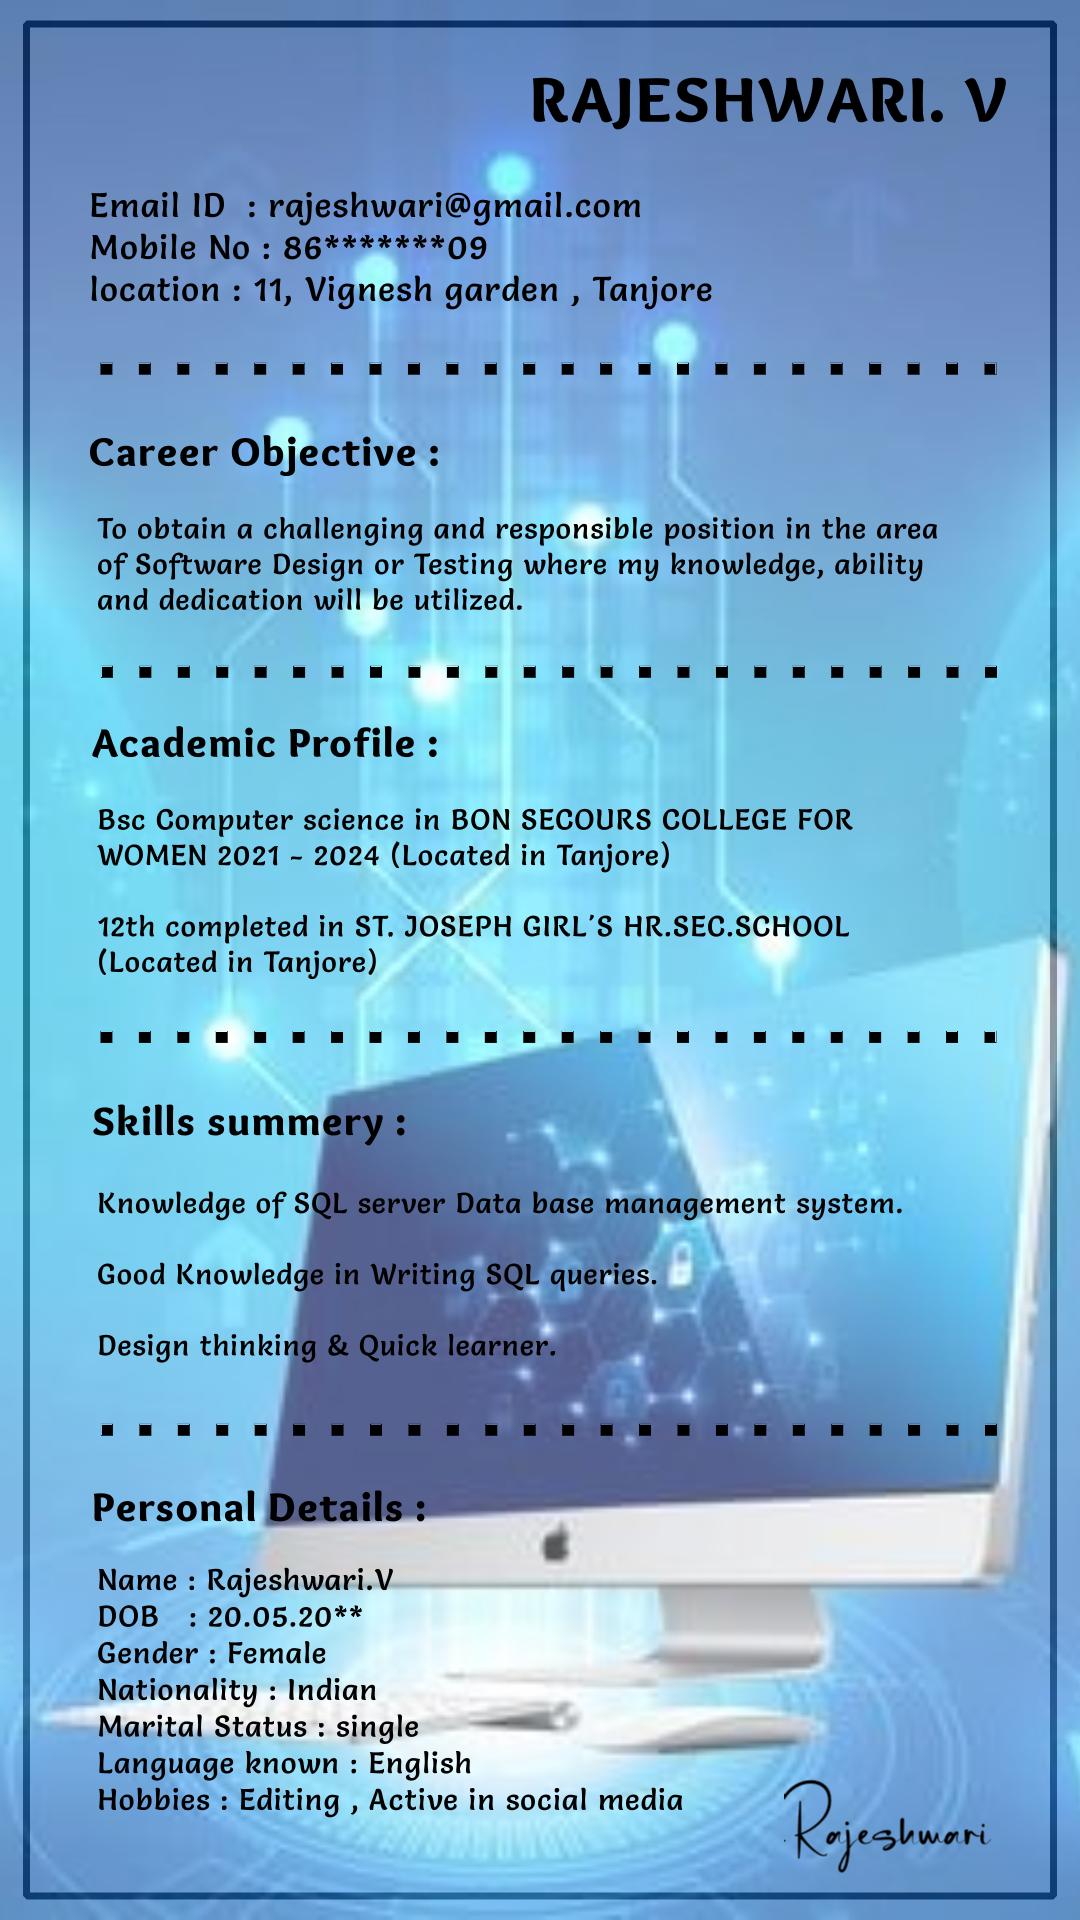 RAJESHWARI. V
Email ID : rajeshwari@gmail.com
Mobile No : 86*******09
location : 11, Vignesh garden , Tanjore
Career Objective :
To obtain a challenging and responsible position in the area
of Software Design or Testing where my knowledge, ability
and dedication will be utilized.
Academic Profile :
Bsc Computer science in BON SECOURS COLLEGE FOR
WOMEN 2021 - 2024 (Located in Tanjore)
12th completed in ST. JOSEPH GIRL'S HR.SEC.SCHOOL
(Located in Tanjore)
Skills summery :
Knowledge of SQL server Data base management system.
Good Knowledge in Writing SQL queries.
Design thinking & Quick learner.
Personal Details :
Name : Rajeshwari.V
DOB : 20.05.20**
Gender : Female
Nationality : Indian
Marital Status : single
Language known : English
Hobbies : Editing , Active in social media
Rajeshwari